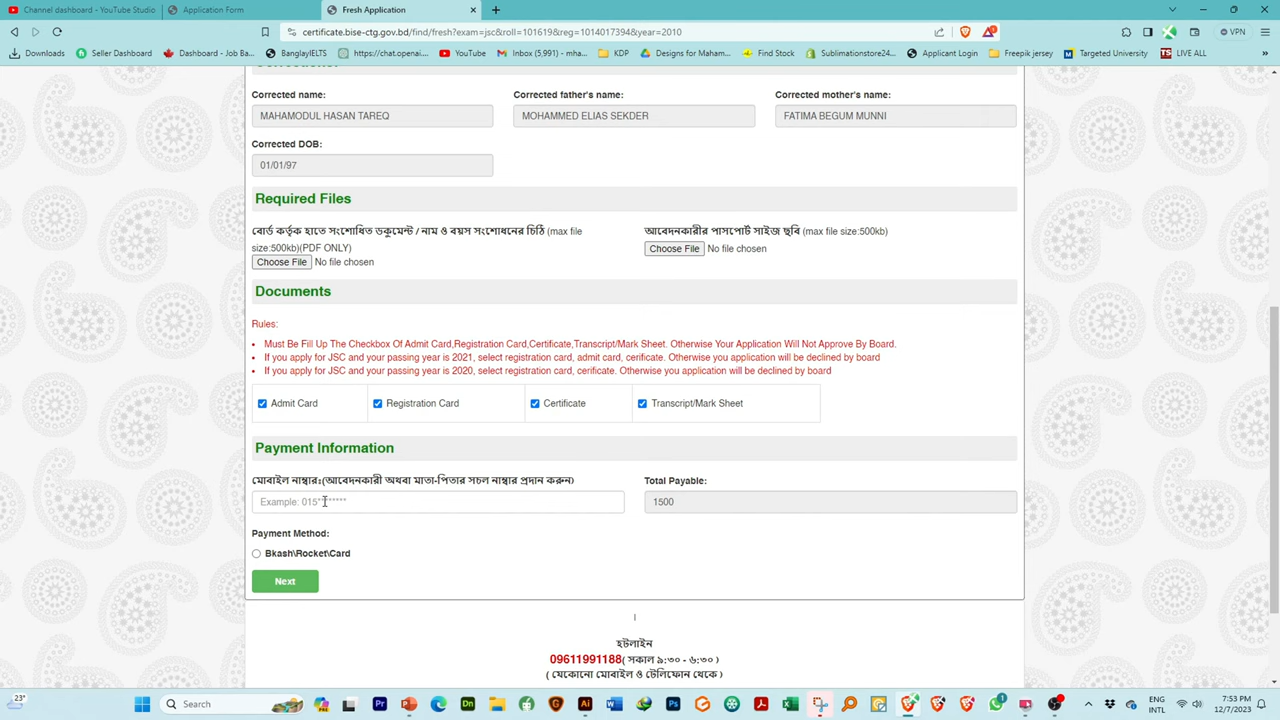 Channel dashboard - YouTube Studio
Application Form
Fresh Application
certificate.bise-ctg.gov.bd/find/fresh?exam=jsc&roll=101619&reg=1014017394&year=2010
VPN
Downloads
Seller Dashboard
Dashboard - Job Ba...
BanglayIELTS
https://chat.openai....
YouTube
Inbox (5,991) - mha...
KDP
Designs for Maham...
Find Stock
Sublimationstore24...
Applicant Login
Freepik jersey
Targeted University
LIVE ALL
Corrected name:
Corrected father's name:
Corrected mother's name:
MAHAMODUL HASAN TAREQ
MOHAMMED ELIAS SEKDER
FATIMA BEGUM MUNNI
Corrected DOB:
01/01/97
Required Files
বোর্ড কর্তৃক হাতে সংশোধিত ডকুমেন্ট / নাম ও বয়স সংশোধনের চিঠি (max file
size:500kb)(PDF ONLY)
Choose File No file chosen
আবেদনকারীর পাসপোর্ট সাইজ ছবি (max file size:500kb)
Choose File No file chosen
Documents
Rules:
• Must Be Fill Up The Checkbox Of Admit Card,Registration Card,Certificate,Transcript/Mark Sheet. Otherwise Your Application Will Not Approve By Board.
• If you apply for JSC and your passing year is 2021, select registration card, admit card, cerificate. Otherwise you application will be declined by board
• If you apply for JSC and your passing year is 2020, select registration card, cerificate. Otherwise you application will be declined by board
Admit Card
Registration Card
Certificate
Transcript/Mark Sheet
Payment Information
মোবাইল নাম্বারঃ(আবেদনকারী অথবা মাতা-পিতার সচল নাম্বার প্রদান করুন)
Total Payable:
Example: 015********
1500
Payment Method:
Bkash\Rocket\Card
Next
|
হটলাইন
09611991188( সকাল ৯:৩০ - ৬:৩০ )
( যেকোনো মোবাইল ও টেলিফোন থেকে )
23°
Search
ENG
INTL
7:53 PM
12/7/2023